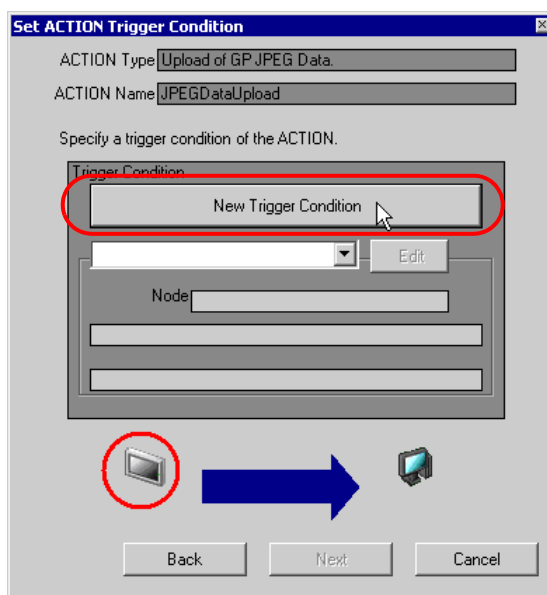 Set ACTION Trigger Condition
ACTION Type Upload of GP JPEG Data.
ACTION Name JPEGDataUpload
Specify a trigger condition of the ACTION.
Trigger Condition
New Trigger Condition
Edit
Node
Back Next Cancel